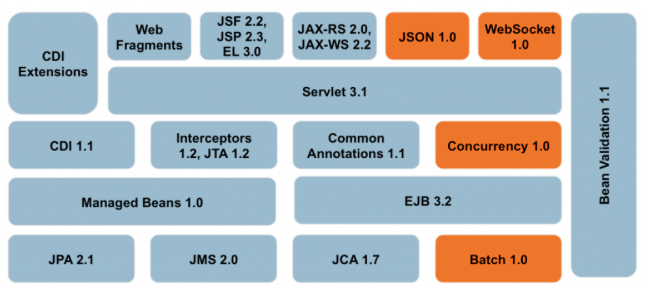 CDI
Extensions
Web
Fragments
JSF 2.2,
JSP 2.3,
EL 3.0
JAX-RS 2.0,
JAX-WS 2.2
JSON 1.0
WebSocket
1.0
Servlet 3.1
CDI 1.1
Interceptors
1.2, JTA 1.2
Common
Annotations 1.1
Concurrency 1.0
Managed Beans 1.0
EJB 3.2
JPA 2.1
JMS 2.0
JCA 1.7
Batch 1.0
Bean Validation 1.1